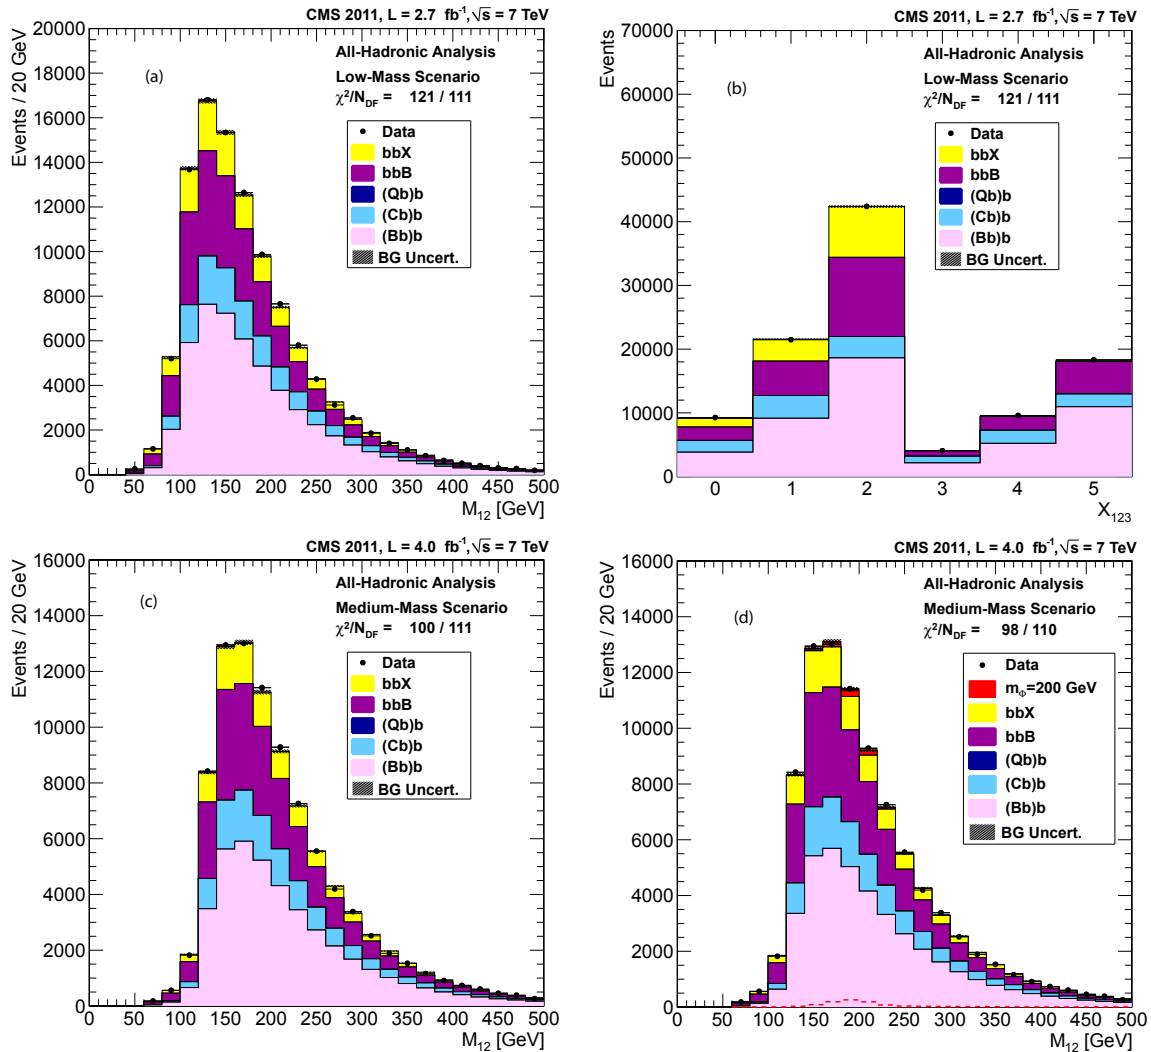 CMS 2011, L = 2.7 fb⁻¹, √s = 7 TeV
Events / 20 GeV
18000
16000
14000
12000
10000
8000
6000
4000
2000
0
20000
(a)
All-Hadronic Analysis
Low-Mass Scenario
χ²/N_DF = 121 / 111
Data
bbX
bbB
(Qb)b
(Cb)b
(Bb)b
BG Uncert.
0 50 100 150 200 250 300 350 400 450 500
M₁₂ [GeV]
CMS 2011, L = 2.7 fb⁻¹, √s = 7 TeV
Events
70000
60000
50000
40000
30000
20000
10000
0
(b)
All-Hadronic Analysis
Low-Mass Scenario
χ²/N_DF = 121 / 111
Data
bbX
bbB
(Qb)b
(Cb)b
(Bb)b
BG Uncert.
0 1 2 3 4 5
X₁₂₃
CMS 2011, L = 4.0 fb⁻¹, √s = 7 TeV
Events / 20 GeV
16000
14000
12000
10000
8000
6000
4000
2000
0
(c)
All-Hadronic Analysis
Medium-Mass Scenario
χ²/N_DF = 100 / 111
Data
bbX
bbB
(Qb)b
(Cb)b
(Bb)b
BG Uncert.
0 50 100 150 200 250 300 350 400 450 500
M₁₂ [GeV]
CMS 2011, L = 4.0 fb⁻¹, √s = 7 TeV
Events / 20 GeV
16000
14000
12000
10000
8000
6000
4000
2000
0
(d)
All-Hadronic Analysis
Medium-Mass Scenario
χ²/N_DF = 98 / 110
Data
m_Φ=200 GeV
bbX
bbB
(Qb)b
(Cb)b
(Bb)b
BG Uncert.
0 50 100 150 200 250 300 350 400 450 500
M₁₂ [GeV]